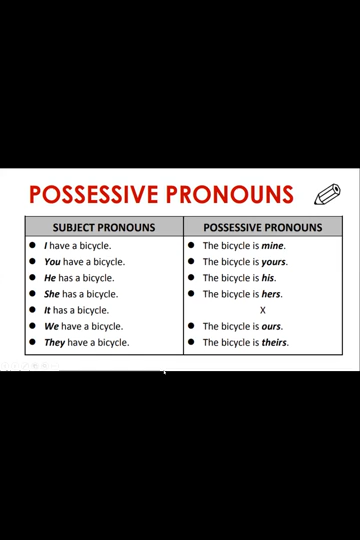 POSSESSIVE PRONOUNS
SUBJECT PRONOUNS POSSESSIVE PRONOUNS
● I have a bicycle. ● The bicycle is mine.
● You have a bicycle. ● The bicycle is yours.
● He has a bicycle. ● The bicycle is his.
● She has a bicycle. ● The bicycle is hers.
● It has a bicycle. X
● We have a bicycle. ● The bicycle is ours.
● They have a bicycle. ● The bicycle is theirs.